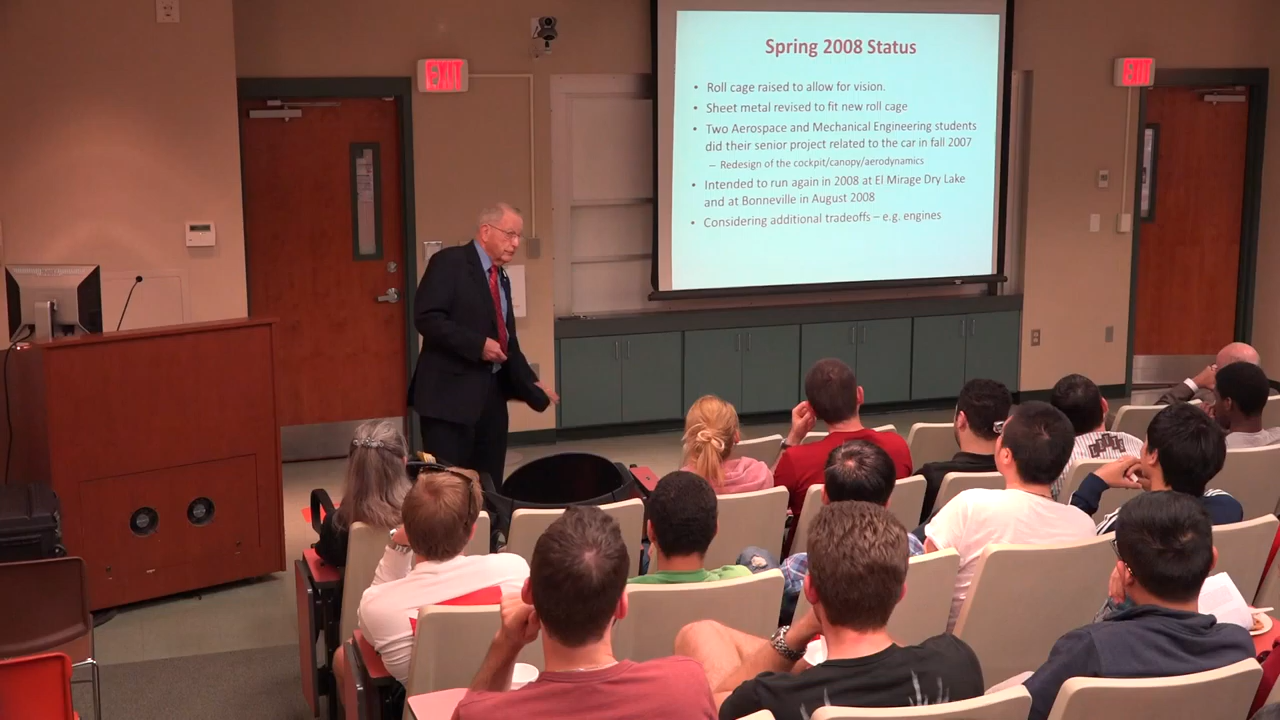 EXIT
Spring 2008 Status
EXIT
• Roll cage raised to allow for vision.
• Sheet metal revised to fit new roll cage
• Two Aerospace and Mechanical Engineering students
did their senior project related to the car in fall 2007
– Redesign of the cockpit/canopy/aerodynamics
• Intended to run again in 2008 at El Mirage Dry Lake
and at Bonneville in August 2008
• Considering additional tradeoffs – e.g. engines